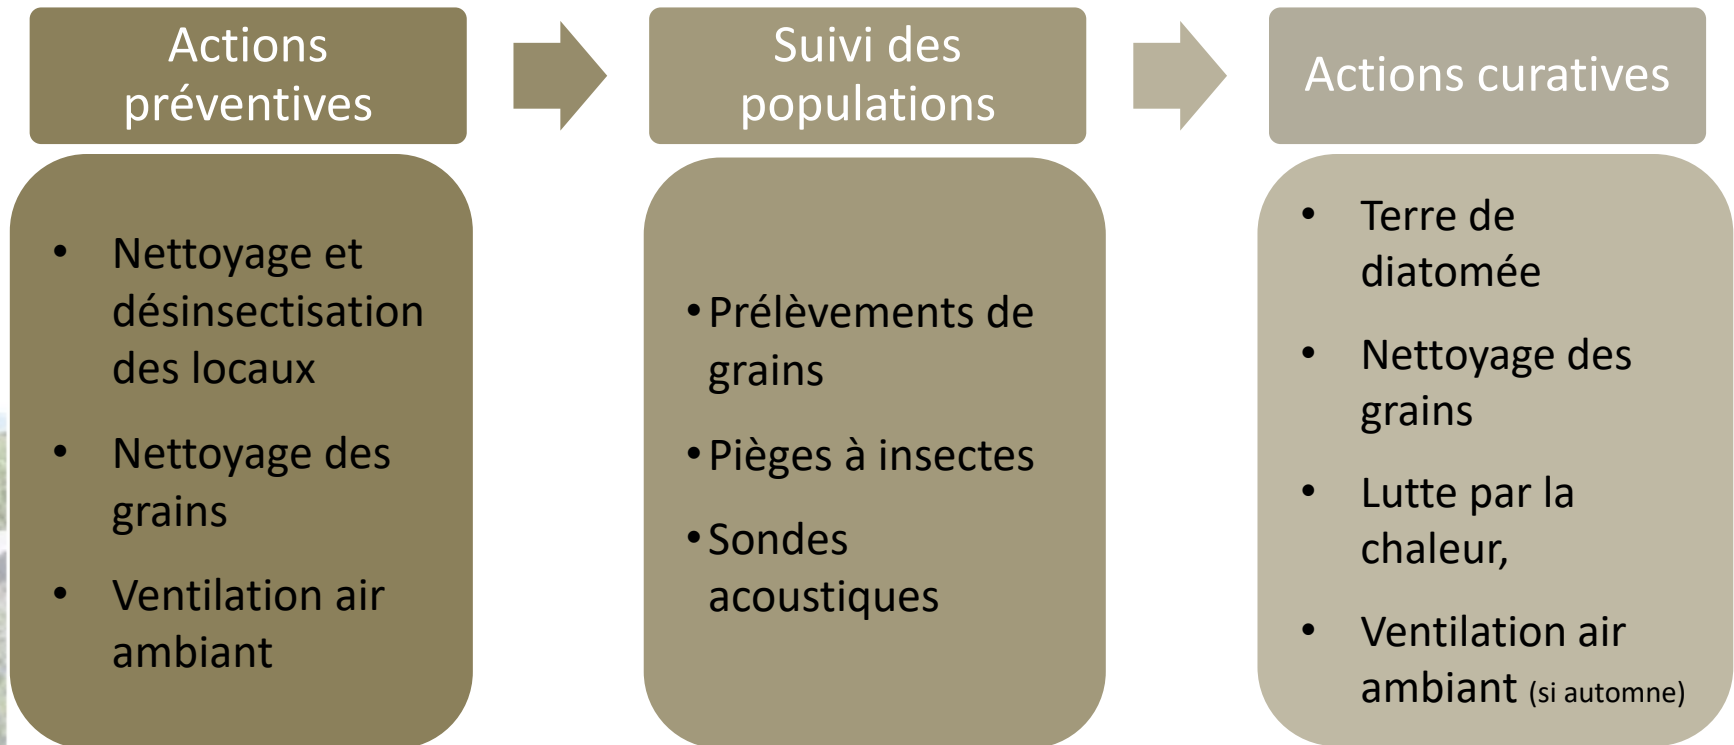 Actions
préventives
Suivi des
populations
Actions curatives
• Nettoyage et
désinsectisation
des locaux
• Nettoyage des
grains
• Ventilation air
ambiant
• Prélèvements de
grains
• Pièges à insectes
• Sondes
acoustiques
• Terre de
diatomée
• Nettoyage des
grains
• Lutte par la
chaleur,
• Ventilation air
ambiant (si automne)